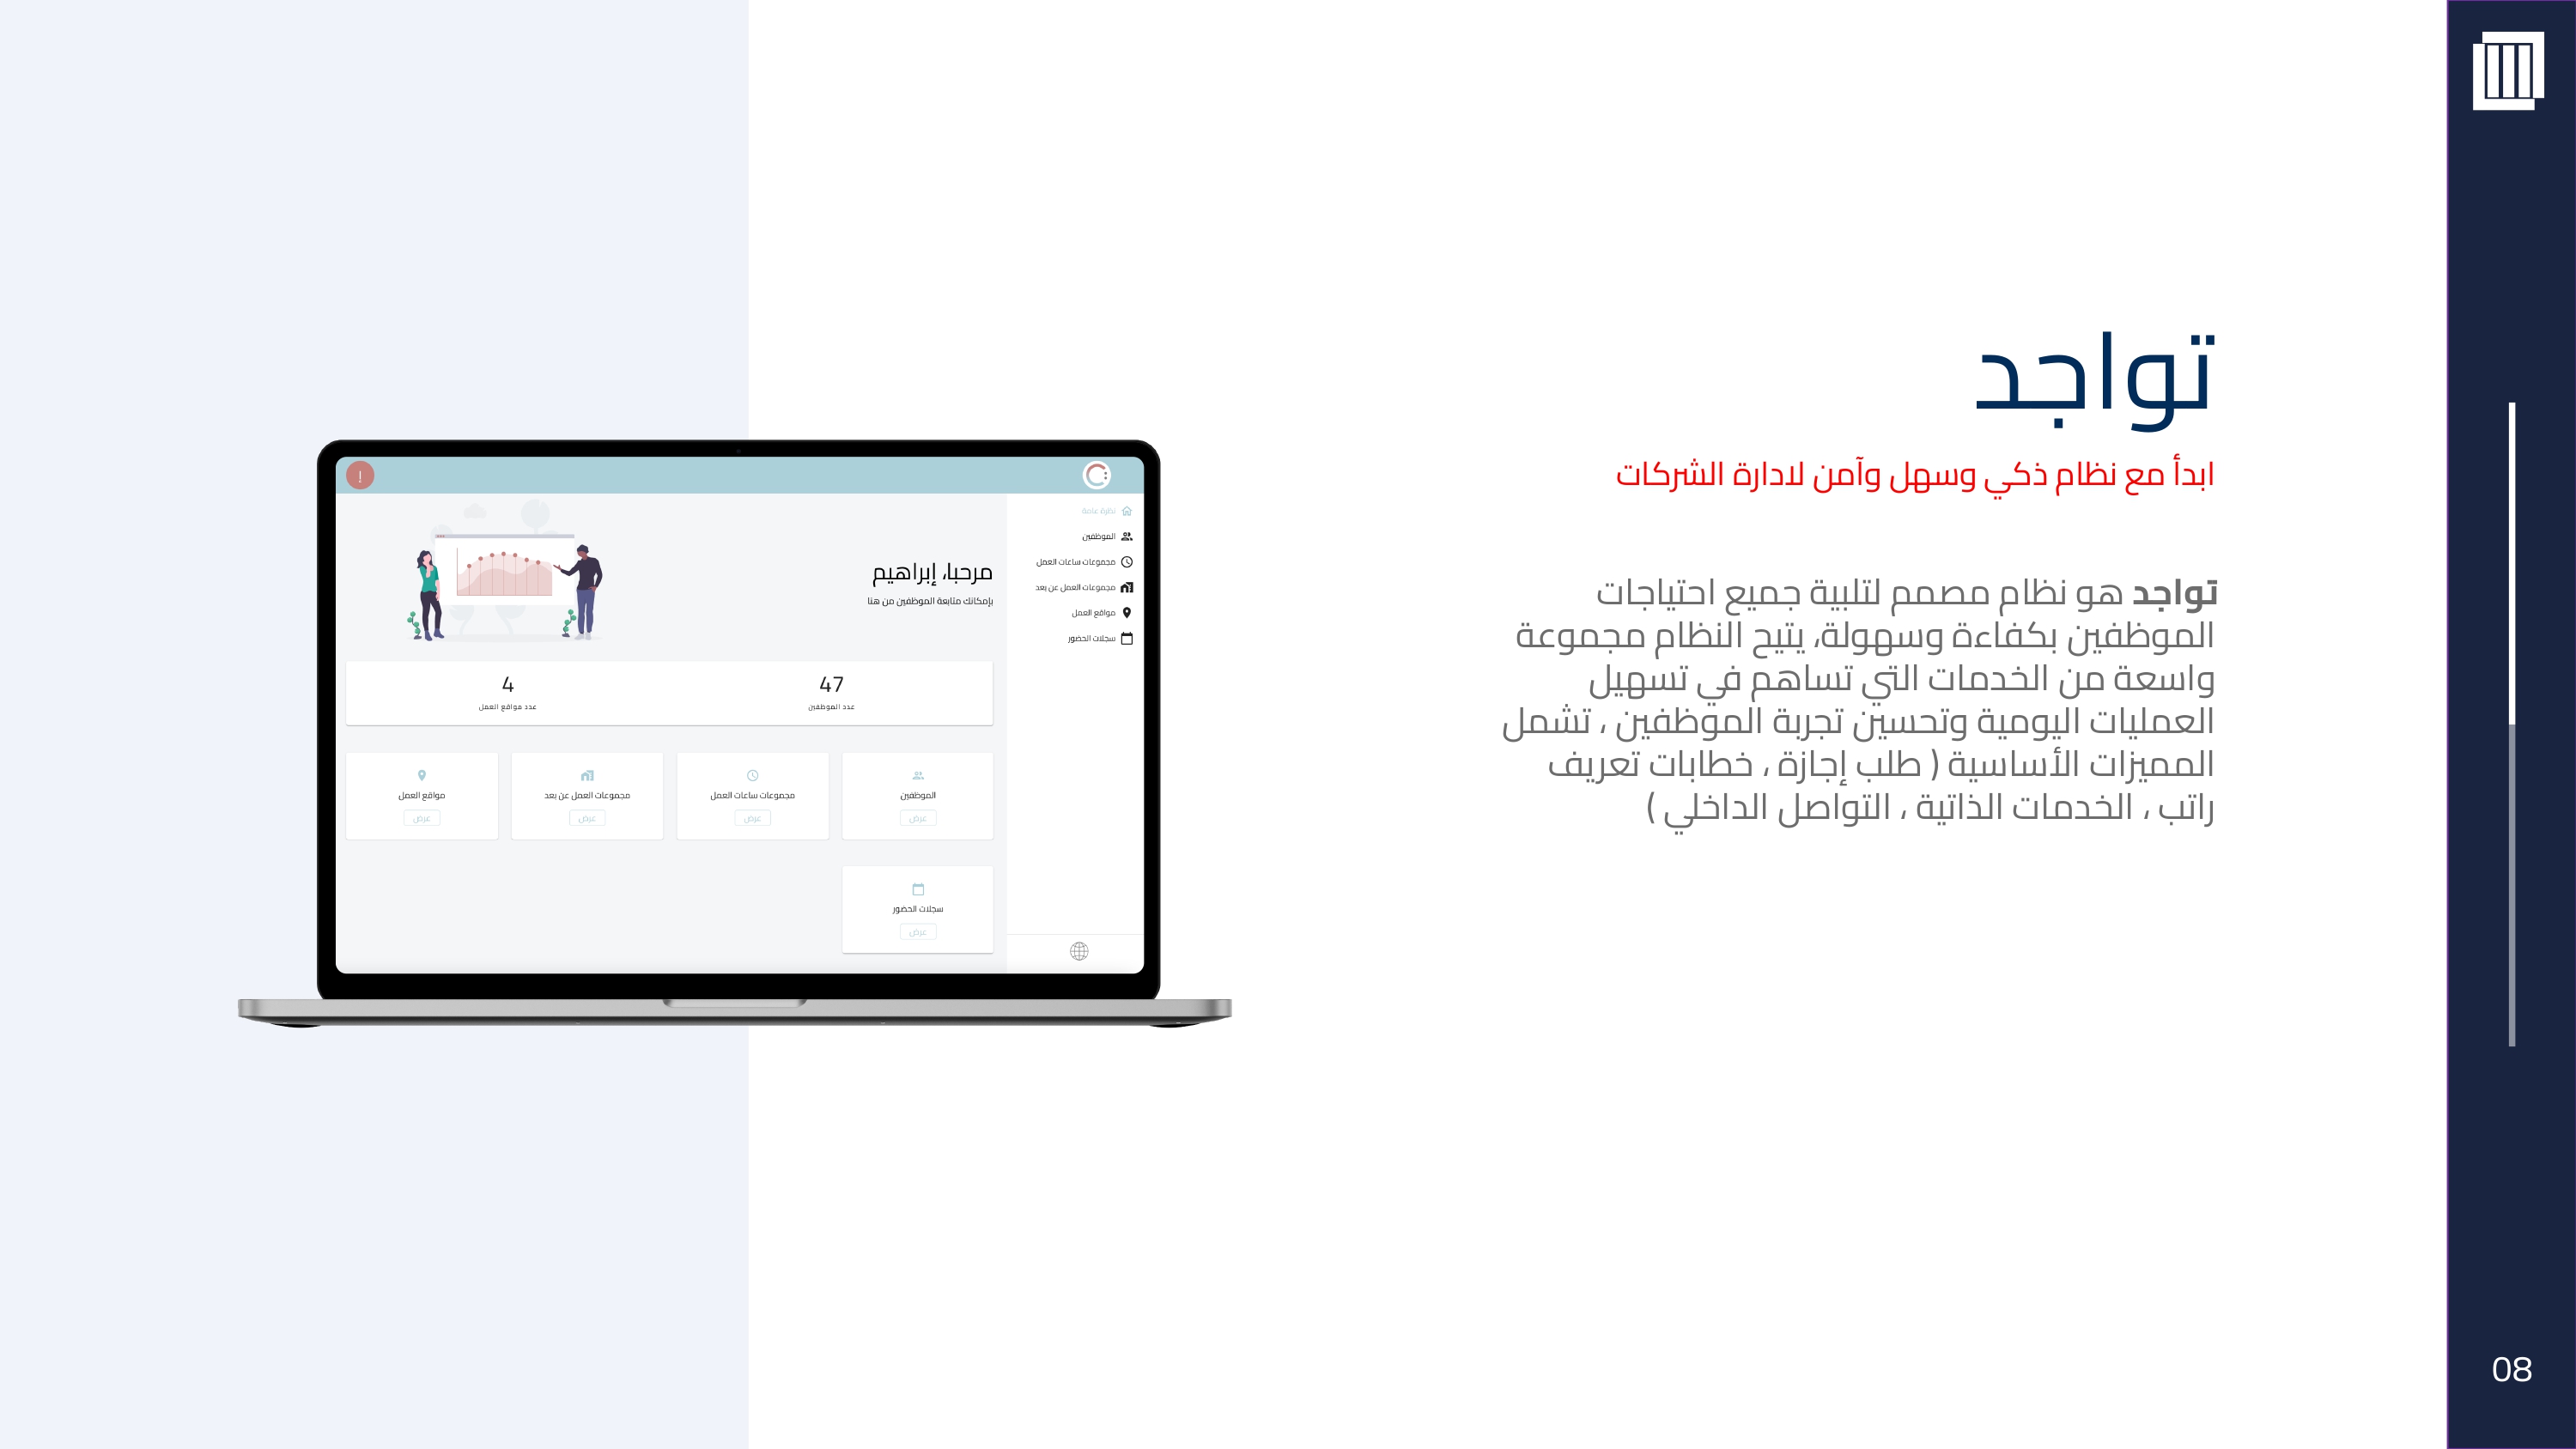 تواجد
ابدأ مع نظام ذكي وسهل وآمن لادارة الشركات
تواجد هو نظام مصمم لتلبية جميع احتياجات
الموظفين بكفاءة وسهولة، يتيح النظام مجموعة
واسعة من الخدمات التي تساهم في تسهيل
العمليات اليومية وتحسين تجربة الموظفين ، تشمل
المميزات الأساسية ( طلب إجازة ، خطابات تعريف
راتب ، الخدمات الذاتية ، التواصل الداخلي )
!
نظرة عامة
الموظفين
مجموعات ساعات العمل
مجموعات العمل عن بعد
مواقع العمل
سجلات الحضور
مرحبا، إبراهيم
بإمكانك متابعة الموظفين من هنا
47
عدد الموظفين
4
عدد مواقع العمل
الموظفين
عرض
مجموعات ساعات العمل
عرض
مجموعات العمل عن بعد
عرض
مواقع العمل
عرض
سجلات الحضور
عرض
08